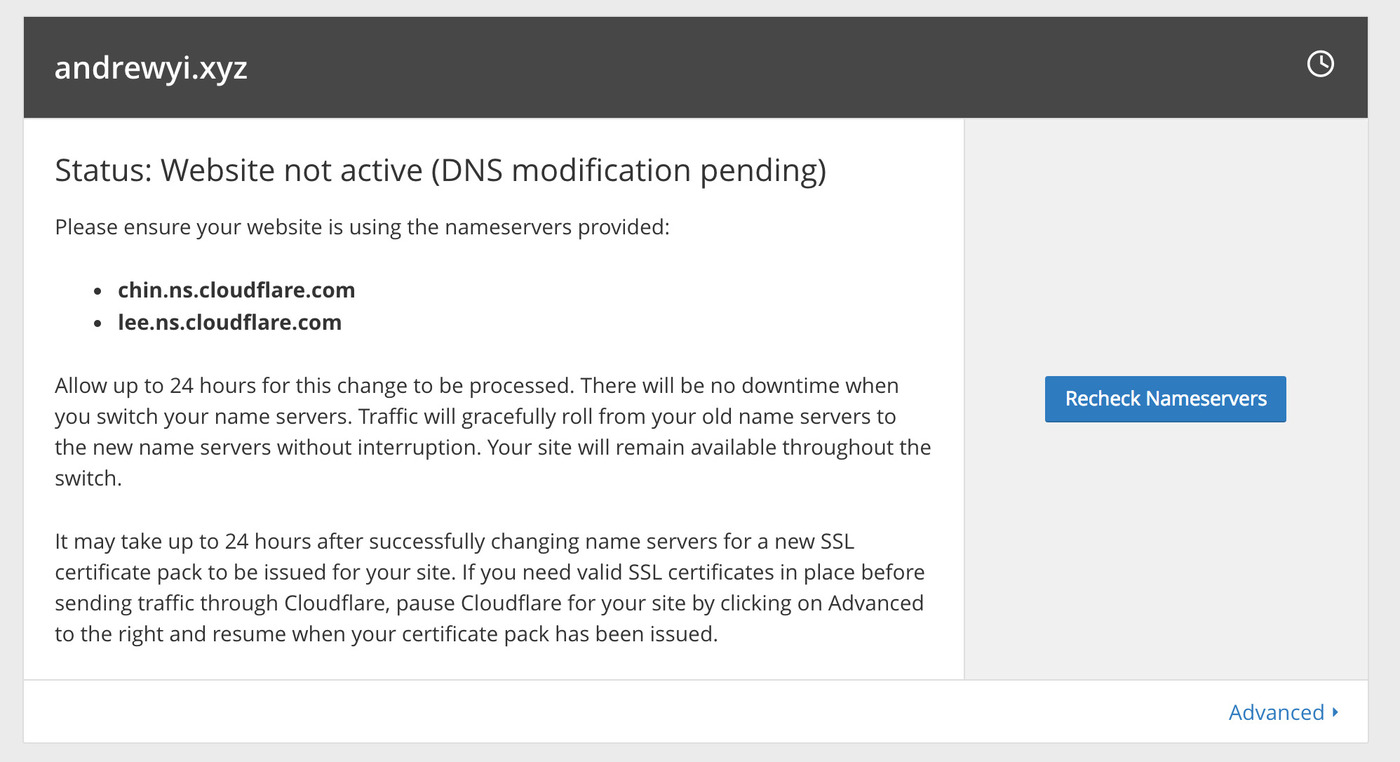 andrewyi.xyz
Status: Website not active (DNS modification pending)
Please ensure your website is using the nameservers provided:
• chin.ns.cloudflare.com
• lee.ns.cloudflare.com
Allow up to 24 hours for this change to be processed. There will be no downtime when
you switch your name servers. Traffic will gracefully roll from your old name servers to
the new name servers without interruption. Your site will remain available throughout the
switch.
Recheck Nameservers
It may take up to 24 hours after successfully changing name servers for a new SSL
certificate pack to be issued for your site. If you need valid SSL certificates in place before
sending traffic through Cloudflare, pause Cloudflare for your site by clicking on Advanced
to the right and resume when your certificate pack has been issued.
Advanced